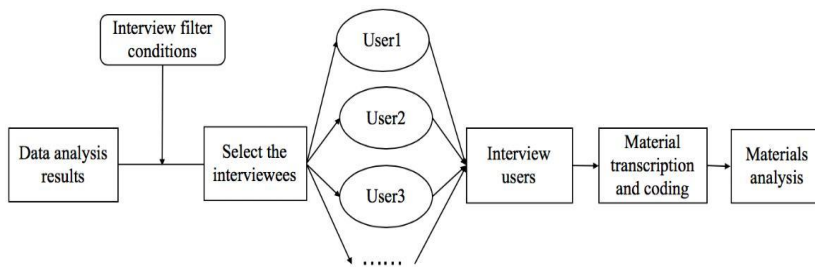 Interview filter
conditions
Data analysis
results
Select the
interviewees
User1
User2
User3
......
Interview
users
Material
transcription
and coding
Materials
analysis